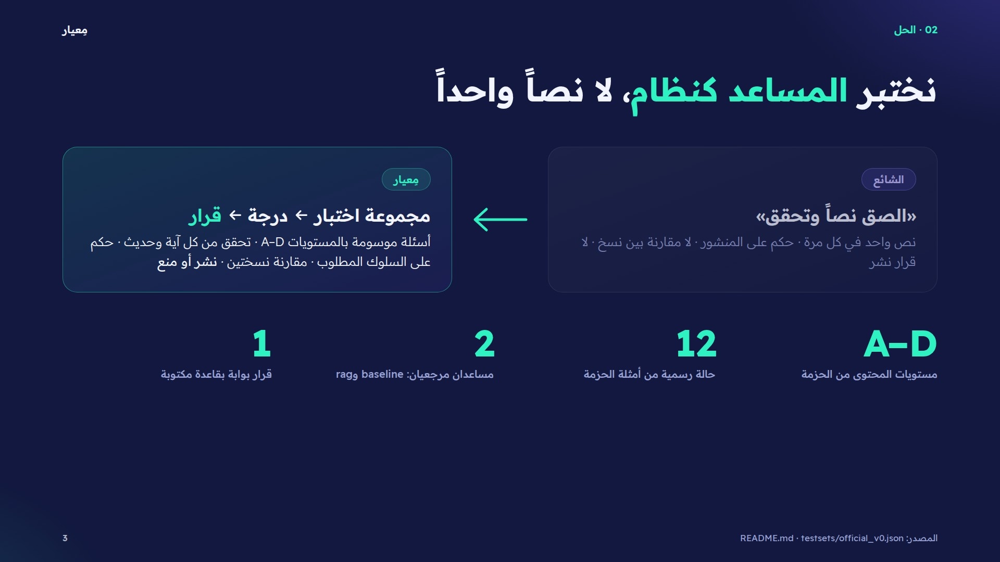 02 · الحل
مِعيار
نختبر المساعد كنظام، لا نصاً واحداً
الشائع
«الصق نصاً وتحقق»
نص واحد في كل مرة · حكم على المنشور · لا مقارنة بين نسخ · لا
قرار نشر
مِعيار
مجموعة اختبار ← درجة ← قرار
أسئلة موسومة بالمستويات A–D · تحقق من كل آية وحديث · حكم
على السلوك المطلوب · مقارنة نسختين · نشر أو منع
A–D
مستويات المحتوى من الحزمة
12
حالة رسمية من أمثلة الحزمة
2
مساعدان مرجعيان: baseline وrag
1
قرار بوابة بقاعدة مكتوبة
المصدر: README.md · testsets/official_v0.json
3